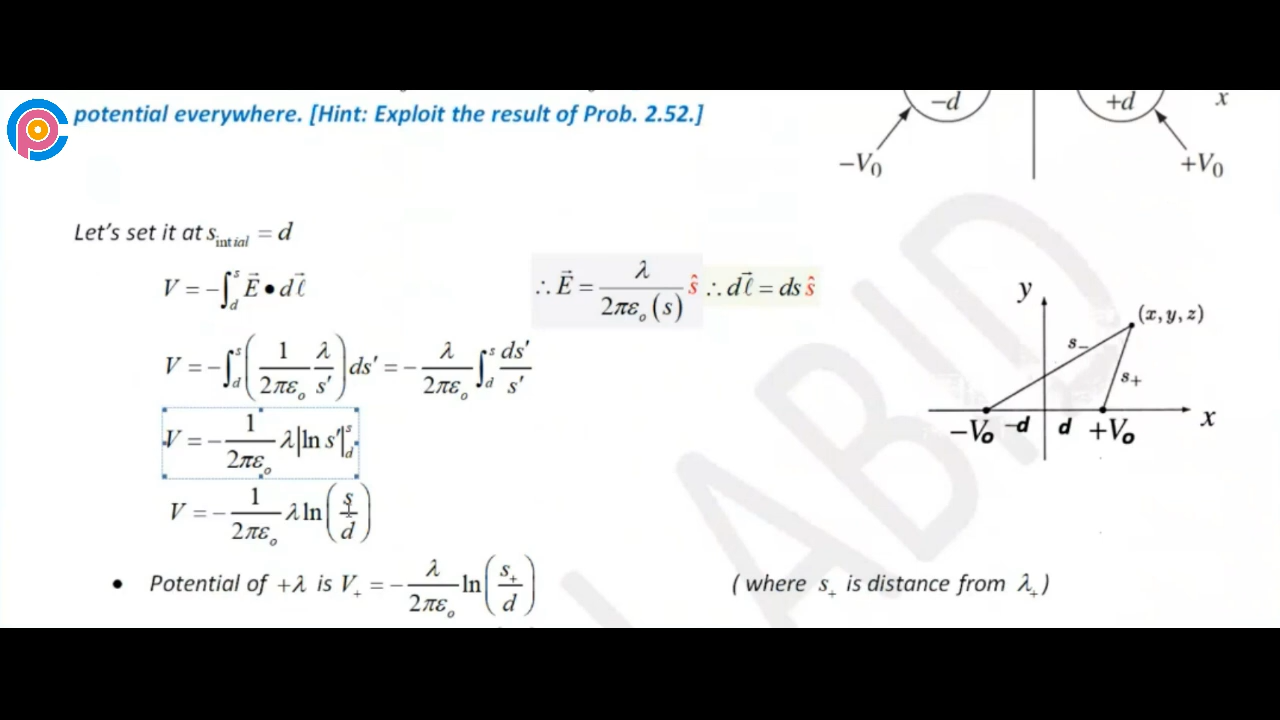 potential everywhere. [Hint: Exploit the result of Prob. 2.52.]
−d +d x
−V₀ +V₀
Let's set it at s_intial = d
V = −∫_d^s E⃗ • dℓ⃗
∴ E⃗ = λ / 2πε_o (s) ŝ ∴ dℓ⃗ = ds ŝ
V = −∫_d^s (1/2πε_o λ/s′) ds′ = − λ/2πε_o ∫_d^s ds′/s′
V = − 1/2πε_o λ|ln s′|_d^s
V = − 1/2πε_o λ ln (s/d)
y
(x, y, z)
s₋
s₊
−Vo −d d +Vo x
• Potential of +λ is V₊ = − λ/2πε_o ln (s₊/d) ( where s₊ is distance from λ₊ )
LABID